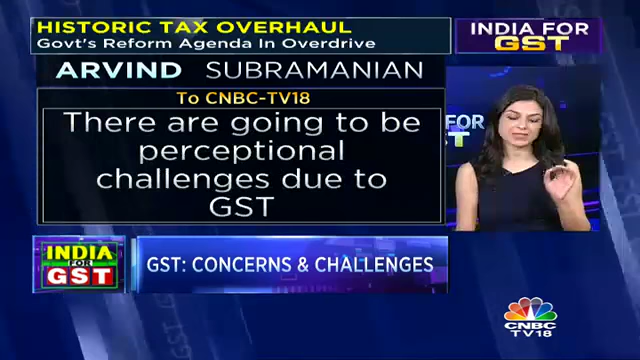 HISTORIC TAX OVERHAUL
Govt's Reform Agenda In Overdrive
INDIA FOR
GST
ARVIND SUBRAMANIAN
To CNBC-TV18
There are going to be
perceptional
challenges due to
GST
FOR
ST
INDIA
FOR
GST
GST: CONCERNS & CHALLENGES
CNBC
TV18